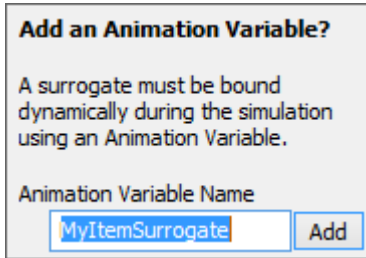 Add an Animation Variable?
A surrogate must be bound
dynamically during the simulation
using an Animation Variable.
Animation Variable Name
MyItemSurrogate Add